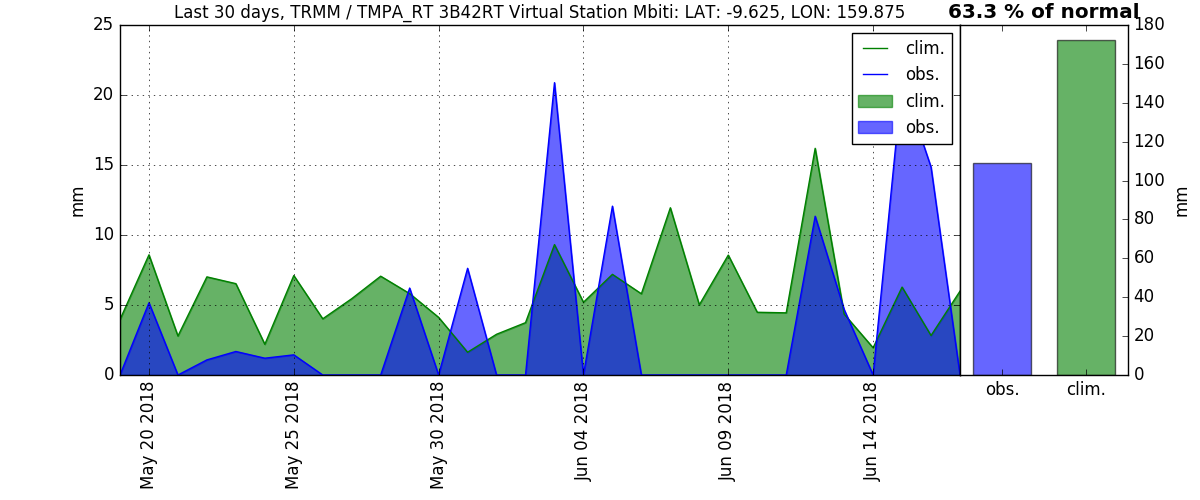 Last 30 days, TRMM / TMPA_RT 3B42RT Virtual Station Mbiti: LAT: -9.625, LON: 159.875
63.3 % of normal
25
20
15
10
5
0
mm
clim.
obs.
clim.
obs.
May 20 2018
May 25 2018
May 30 2018
Jun 04 2018
Jun 09 2018
Jun 14 2018
180
160
140
120
100
80
60
40
20
0
mm
obs.
clim.